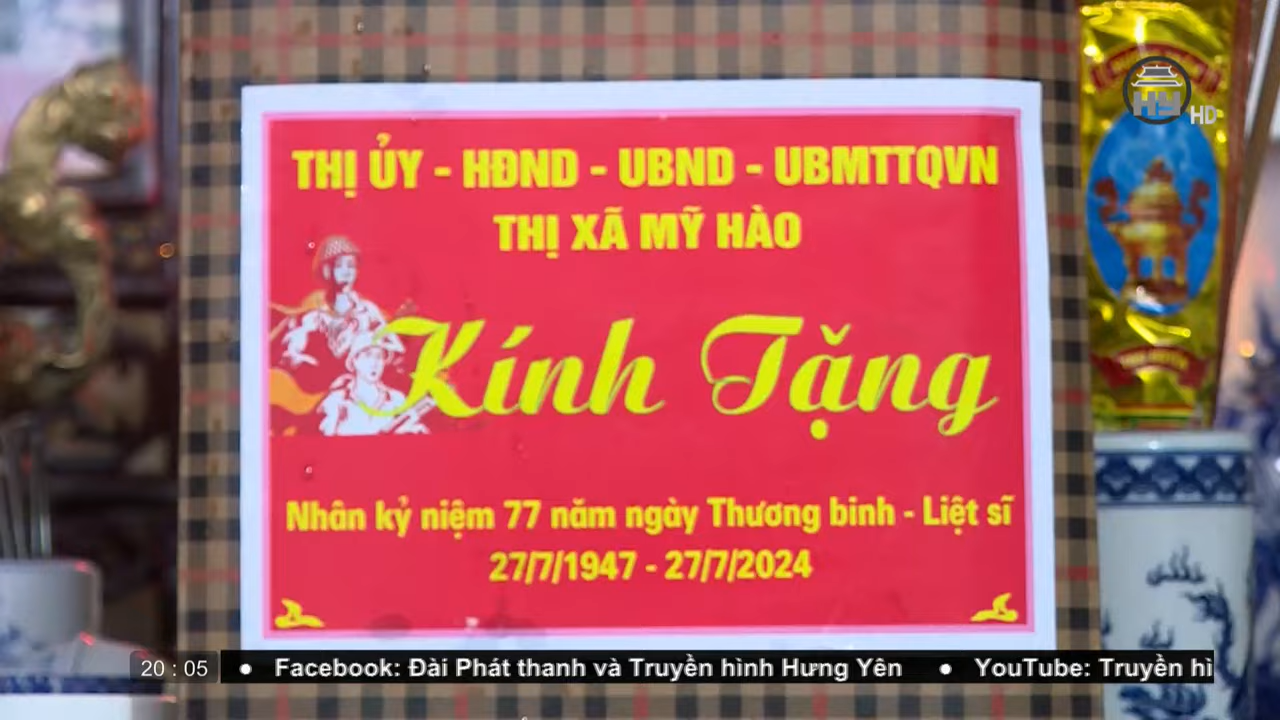 HY HD
THỊ ỦY - HĐND - UBND - UBMTTQVN
THỊ XÃ MỸ HÀO
Kính Tặng
Nhân kỷ niệm 77 năm ngày Thương binh - Liệt sĩ
27/7/1947 - 27/7/2024
20 : 05 • Facebook: Đài Phát thanh và Truyền hình Hưng Yên • YouTube: Truyền hì